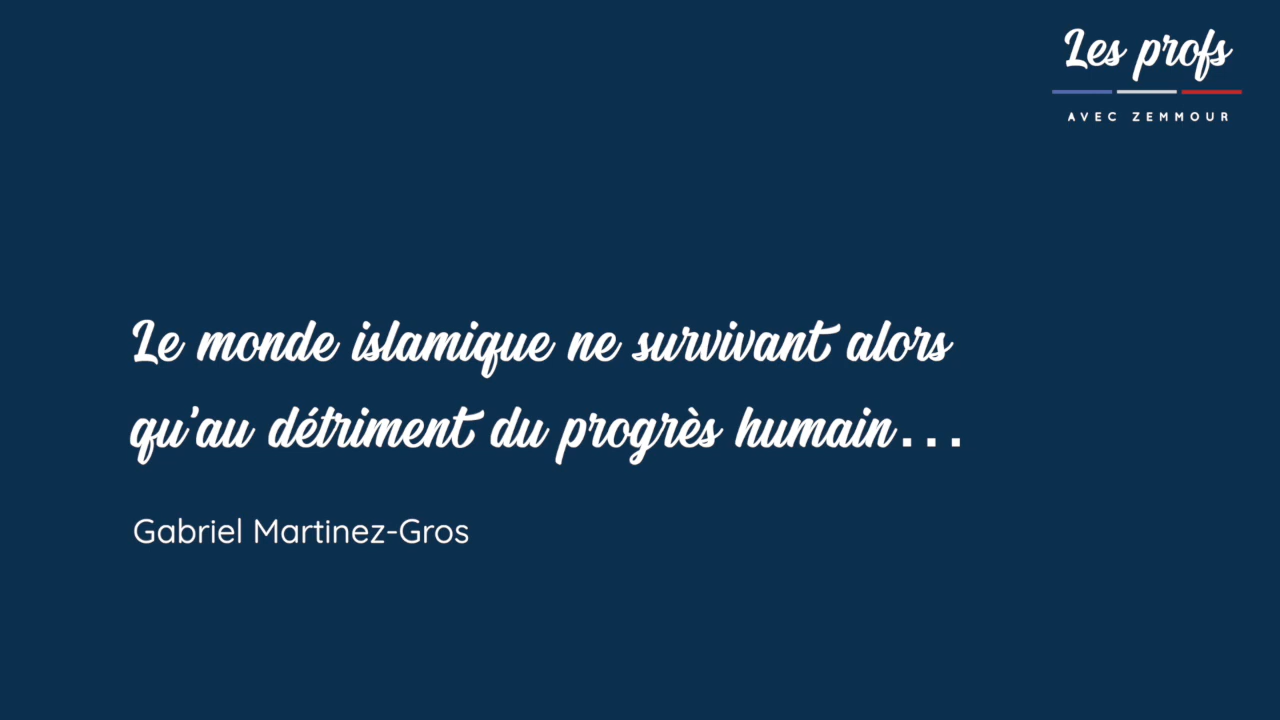 Les profs
AVEC ZEMMOUR
Le monde islamique ne survivant alors
qu'au détriment du progrès humain...
Gabriel Martinez-Gros